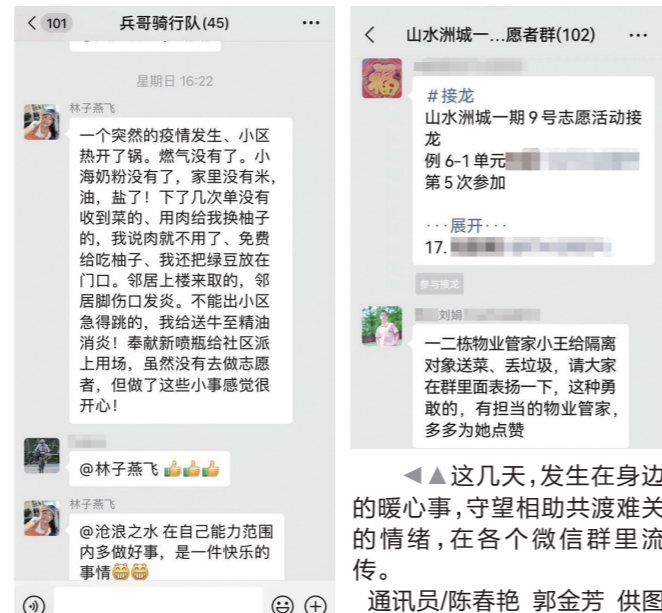 < 101 兵哥骑行队(45) ...
星期日 16:22
林子燕飞
一个突然的疫情发生、小区
热开了锅。燃气没有了。小
海奶粉没有了，家里没有米，
油，盐了！下了几次单没有
收到菜的、用肉给我换柚子
的，我说肉就不用了、免费
给吃柚子、我还把绿豆放在
门口。邻居上楼来取的，邻
居脚伤口发炎。不能出小区
急得跳的，我给送牛至精油
消炎！奉献新喷瓶给社区派
上用场，虽然没有去做志愿
者，但做了这些小事感觉很
开心！
@林子燕飞 👍👍👍
林子燕飞
@沧浪之水 在自己能力范围
内多做好事，是一件快乐的
事情😁😁
< 山水洲城一...愿者群(102) ...
#接龙
山水洲城一期9号志愿活动接
龙
例 6-1 单元
第5次参加
···展开···
17.
参与接龙
刘娟
一二栋物业管家小王给隔离
对象送菜、丢垃圾，请大家
在群里面表扬一下，这种勇
敢的，有担当的物业管家，
多多为她点赞
◀▲这几天，发生在身边
的暖心事，守望相助共渡难关
的情绪，在各个微信群里流
传。
通讯员/陈春艳 郭金芳 供图